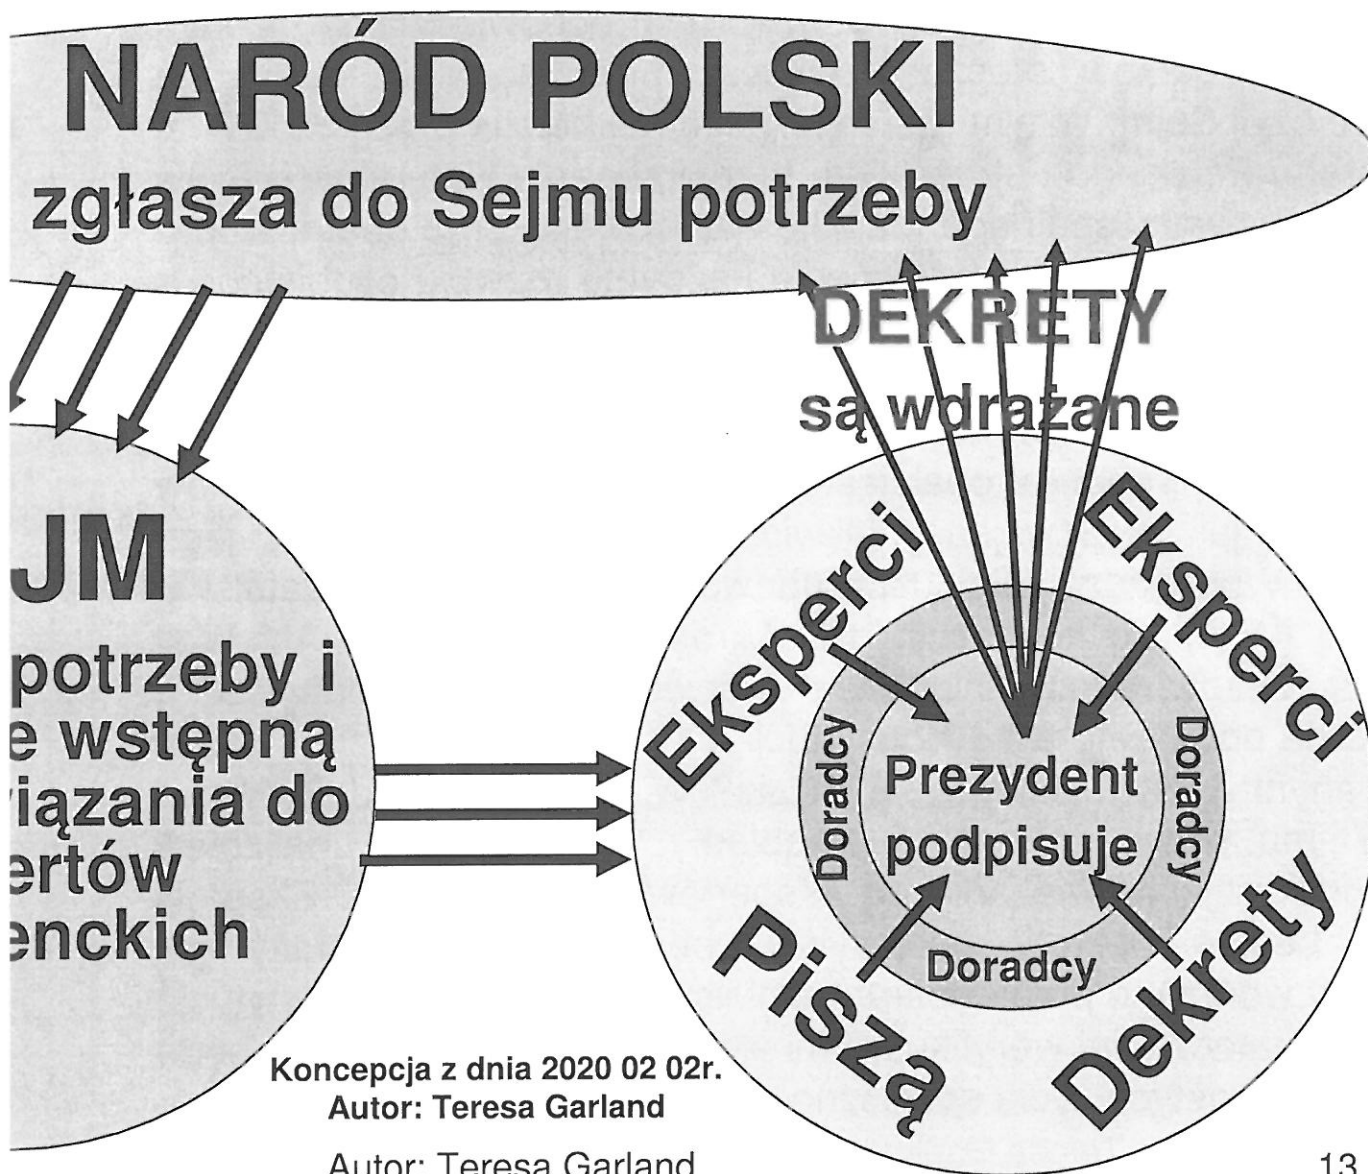 NARÓD POLSKI
zgłasza do Sejmu potrzeby
DEKRETY
są wdrażane
JM
potrzeby i
e wstępną
iązania do
ertów
enckich
Eksperci
Eksperci
Doradcy
Doradcy
Prezydent
podpisuje
Doradcy
Piszą
Dekrety
Koncepcja z dnia 2020 02 02r.
Autor: Teresa Garland
Autor: Teresa Garland
13